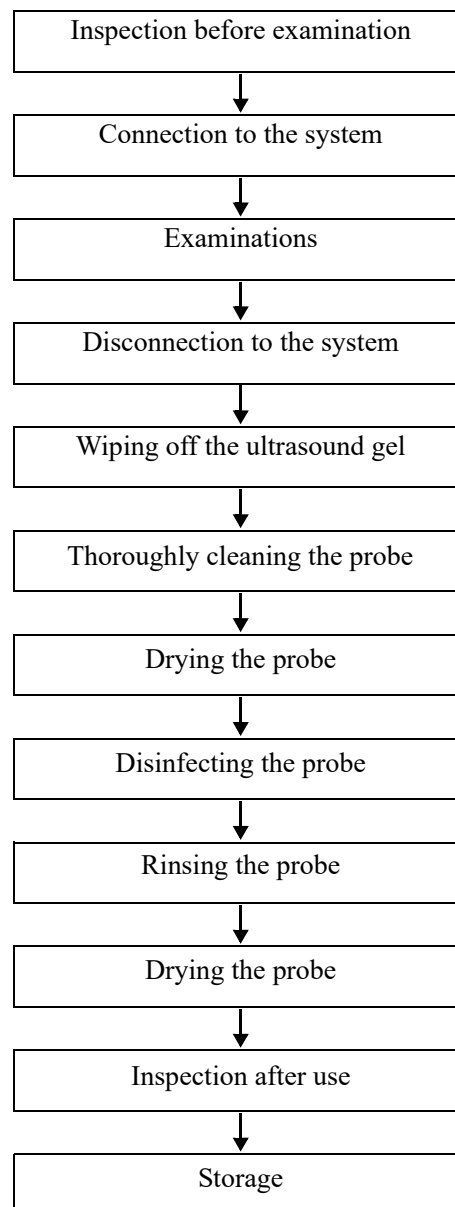 Inspection before examination
Connection to the system
Examinations
Disconnection to the system
Wiping off the ultrasound gel
Thoroughly cleaning the probe
Drying the probe
Disinfecting the probe
Rinsing the probe
Drying the probe
Inspection after use
Storage